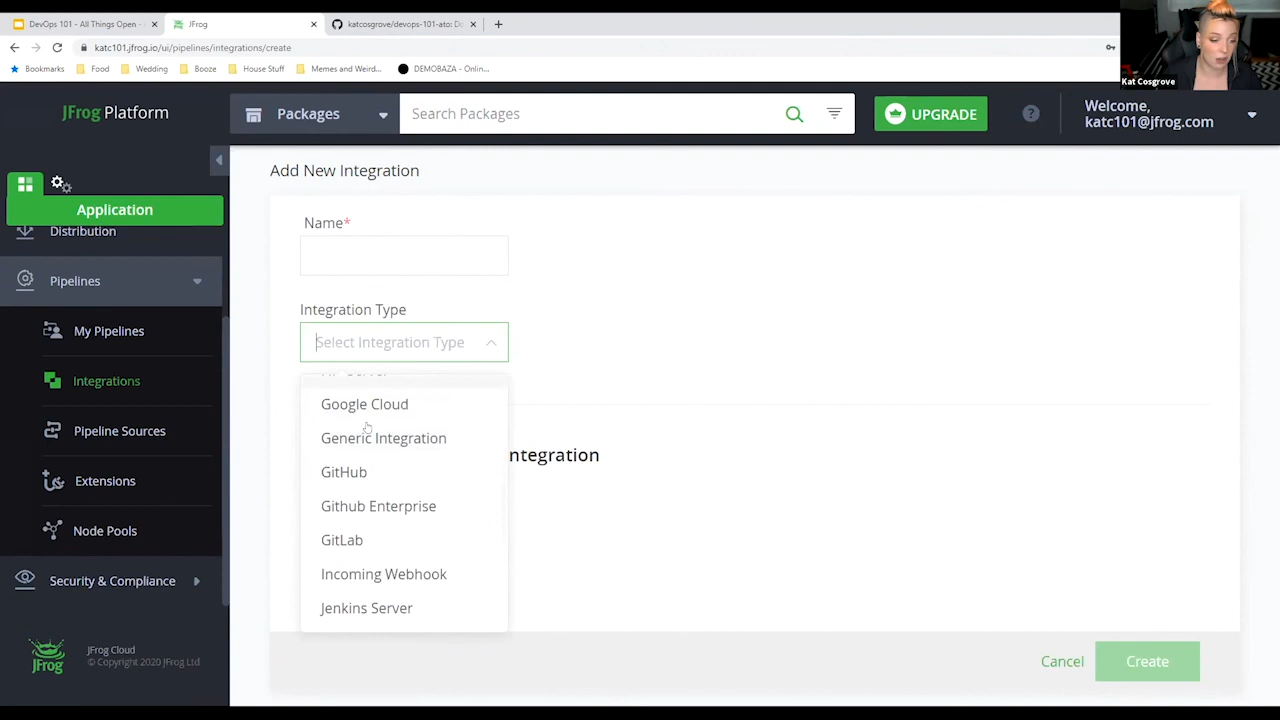 DevOps 101 - All Things Open -
JFrog
katcosgrove/devops-101-ato: De
katc101.jfrog.io/ui/pipelines/integrations/create
Bookmarks
Food
Wedding
Booze
House Stuff
Memes and Weird...
DEMOBAZA - Onlin...
Kat Cosgrove
JFrog Platform
Packages
Search Packages
UPGRADE
?
Welcome,
katc101@jfrog.com
Application
Distribution
Pipelines
My Pipelines
Integrations
Pipeline Sources
Extensions
Node Pools
Security & Compliance
JFrog
JFrog Cloud
© Copyright 2020 JFrog Ltd
Add New Integration
Name*
Integration Type
Select Integration Type
Google Cloud
Generic Integration
GitHub
Github Enterprise
GitLab
Incoming Webhook
Jenkins Server
ntegration
Cancel
Create